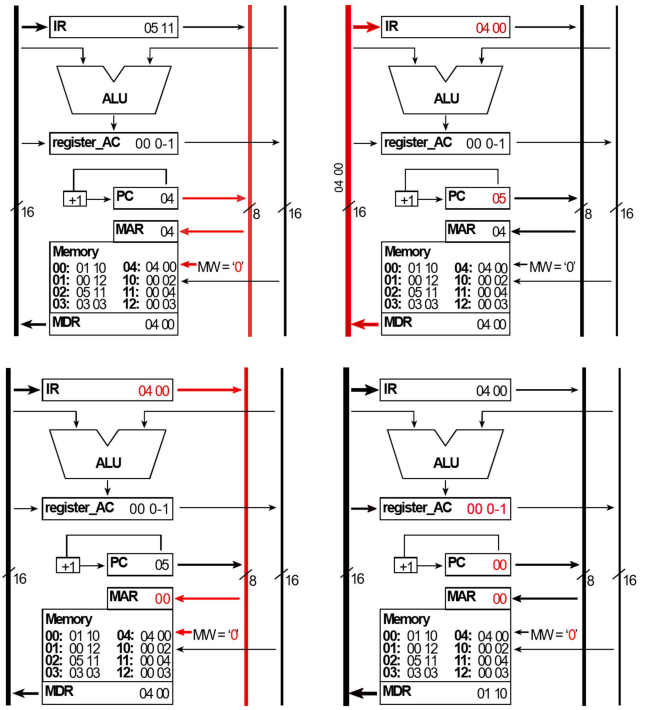 IR 05 11
ALU
register_AC 00 0-1
+1 PC 04
16 8 16
MAR 04
Memory
00: 01 10 04: 04 00 MW = '0'
01: 00 12 10: 00 02
02: 05 11 11: 00 04
03: 03 03 12: 00 03
MDR 04 00
IR 04 00
ALU
register_AC 00 0-1
04 00
+1 PC 05
16 8 16
MAR 04
Memory
00: 01 10 04: 04 00 MW = '0'
01: 00 12 10: 00 02
02: 05 11 11: 00 04
03: 03 03 12: 00 03
MDR 04 00
IR 04 00
ALU
register_AC 00 0-1
+1 PC 05
16 8 16
MAR 00
Memory
00: 01 10 04: 04 00 MW = '0'
01: 00 12 10: 00 02
02: 05 11 11: 00 04
03: 03 03 12: 00 03
MDR 04 00
IR 04 00
ALU
register_AC 00 0-1
+1 PC 00
16 8 16
MAR 00
Memory
00: 01 10 04: 04 00 MW = '0'
01: 00 12 10: 00 02
02: 05 11 11: 00 04
03: 03 03 12: 00 03
MDR 01 10